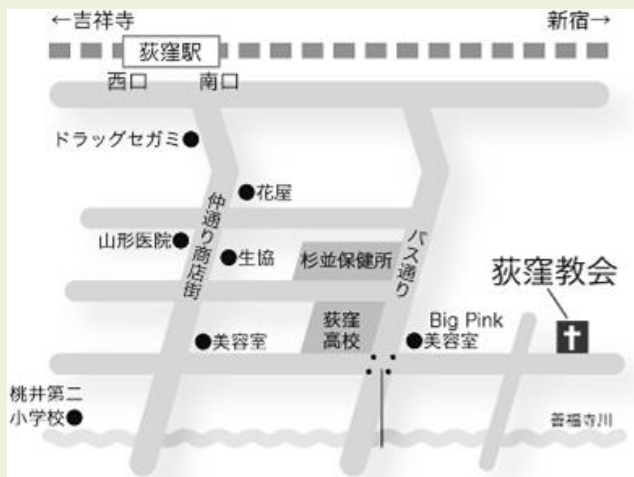 ←吉祥寺
新宿→
荻窪駅
西口
南口
ドラッグセガミ
花屋
仲通り商店街
バス通り
山形医院
生協
杉並保健所
荻窪教会
荻窪
高校
Big Pink
美容室
美容室
桃井第二
小学校
善福寺川